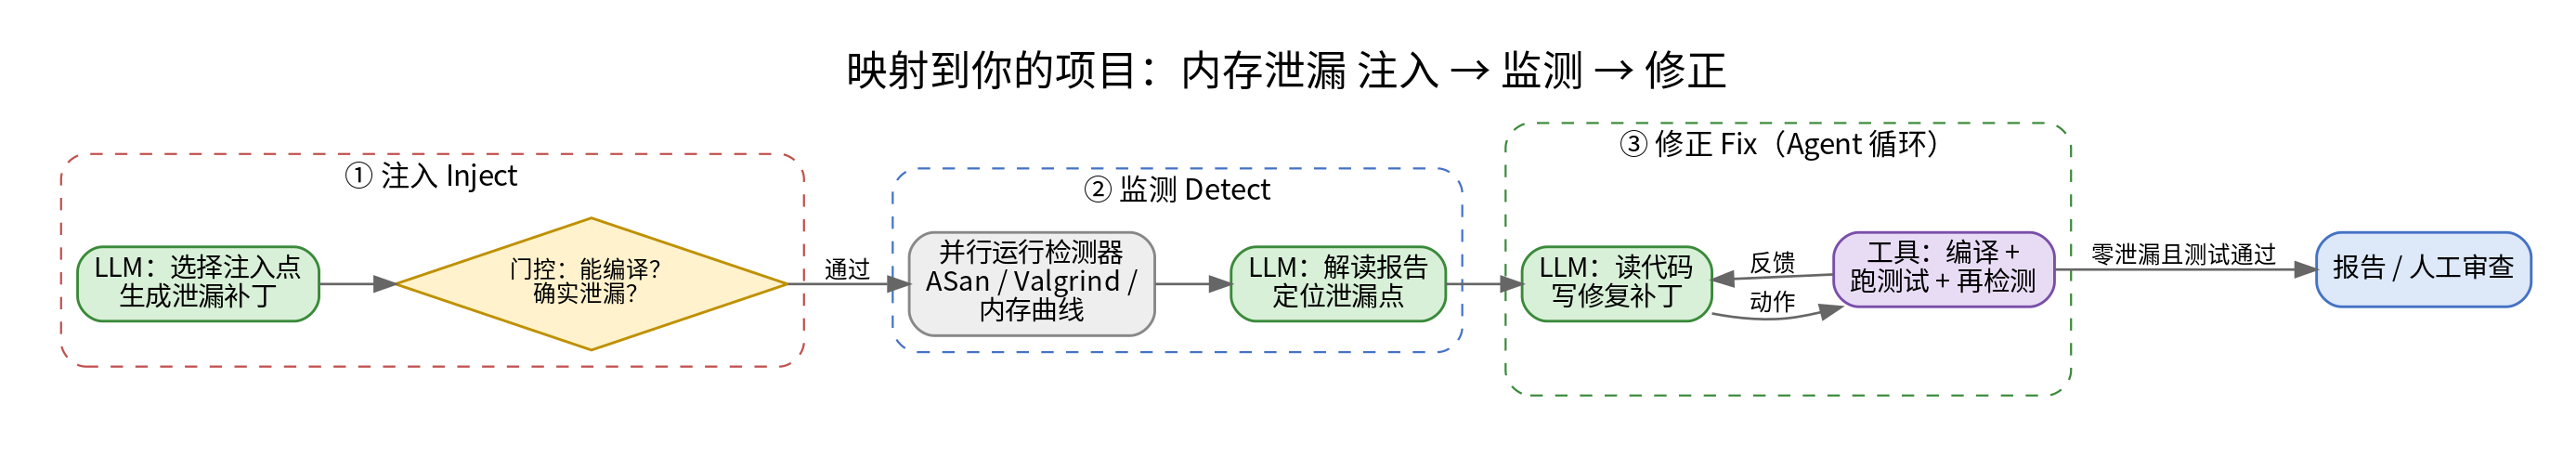 映射到你的项目：内存泄漏 注入 → 监测 → 修正
① 注入 Inject
LLM：选择注入点
生成泄漏补丁
门控：能编译？
确实泄漏？
通过
② 监测 Detect
并行运行检测器
ASan / Valgrind /
内存曲线
LLM：解读报告
定位泄漏点
③ 修正 Fix（Agent 循环）
LLM：读代码
写修复补丁
反馈
动作
工具：编译 +
跑测试 + 再检测
零泄漏且测试通过
报告 / 人工审查